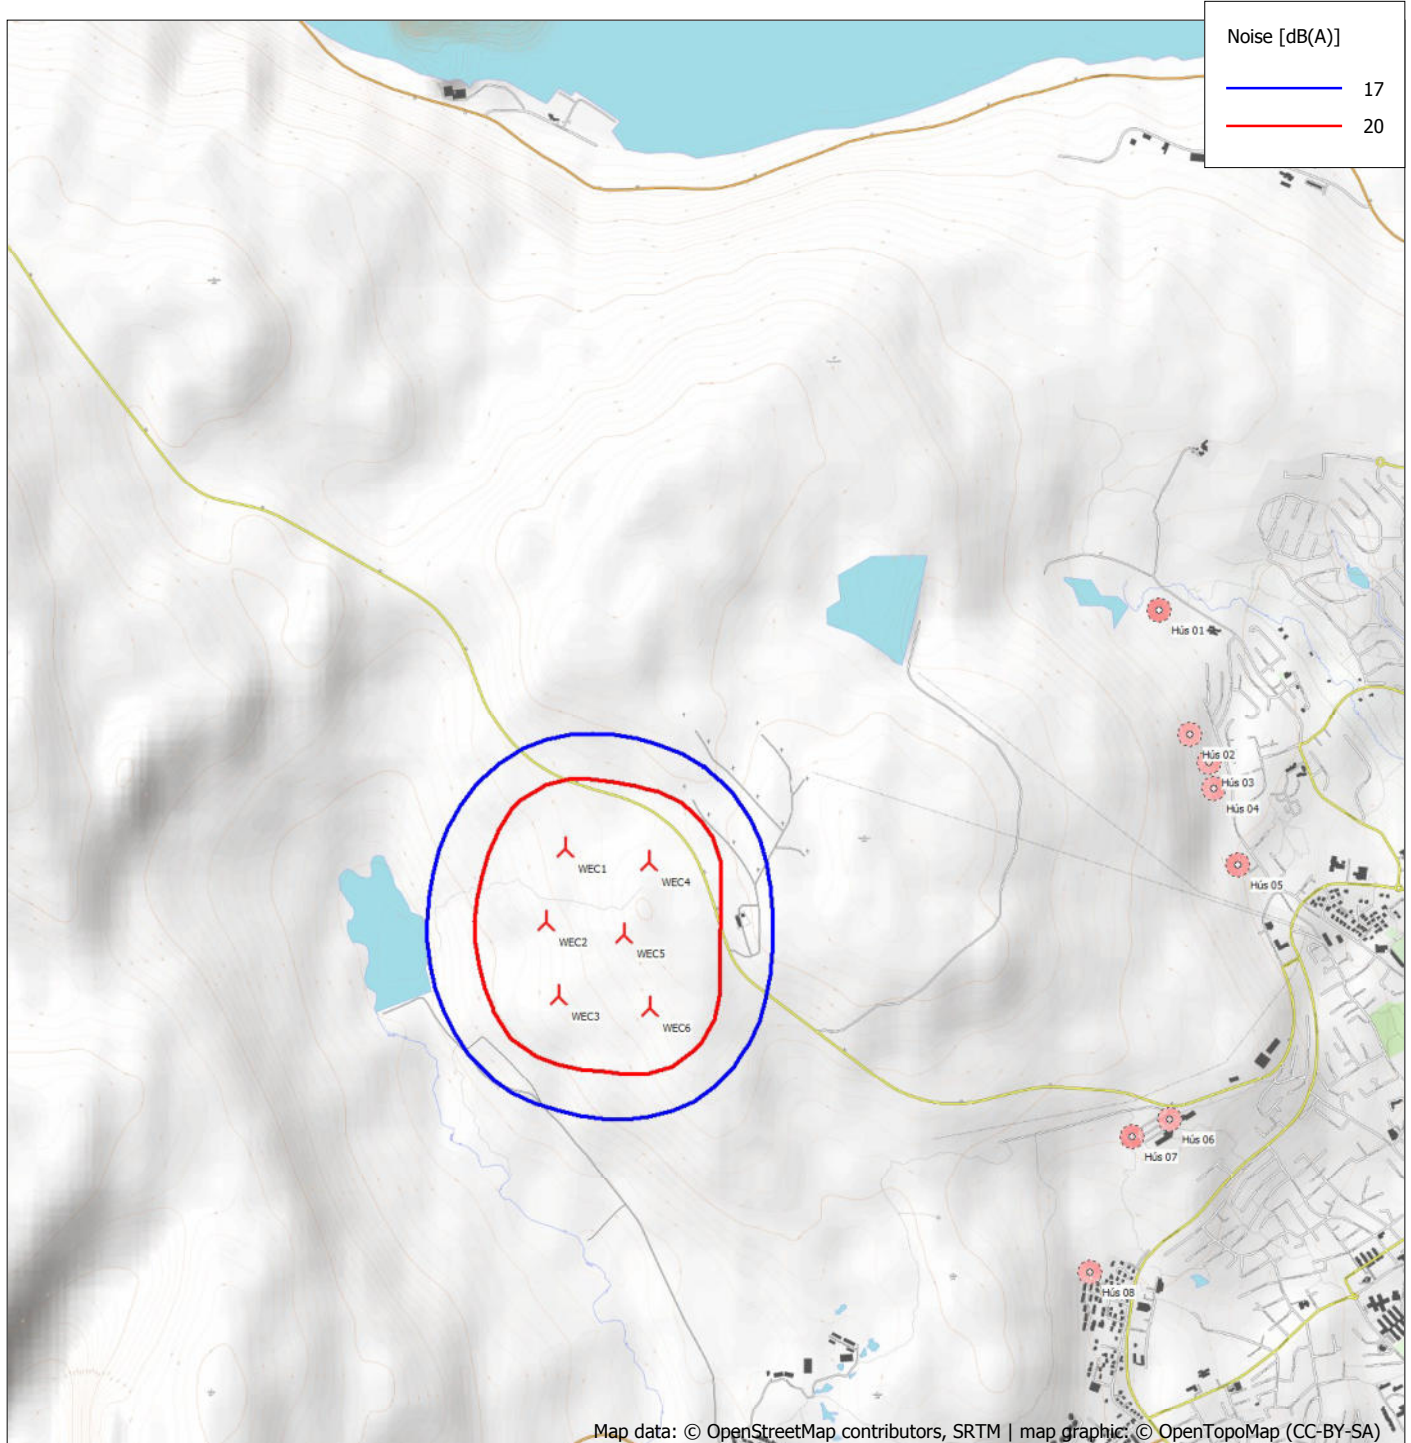 Noise [dB(A)]
17
20
Hús 01
Hús 02
Hús 03
Hús 04
Hús 05
WEC1
WEC4
WEC2
WEC5
WEC3
WEC6
Hús 06
Hús 07
Hús 08
Map data: © OpenStreetMap contributors, SRTM | map graphic: © OpenTopoMap (CC-BY-SA)